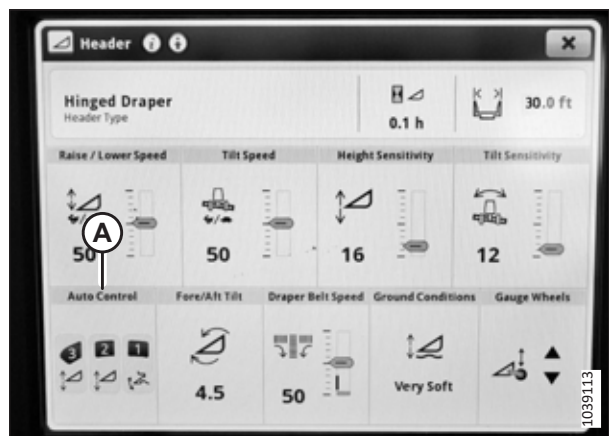 Header i
Hinged Draper
Header Type
0.1 h
30.0 ft
Raise / Lower Speed
Tilt Speed
Height Sensitivity
Tilt Sensitivity
50
50
16
12
A
Auto Control
Fore/Aft Tilt
Draper Belt Speed
Ground Conditions
Gauge Wheels
3 2 1
4.5
50
Very Soft
1039113